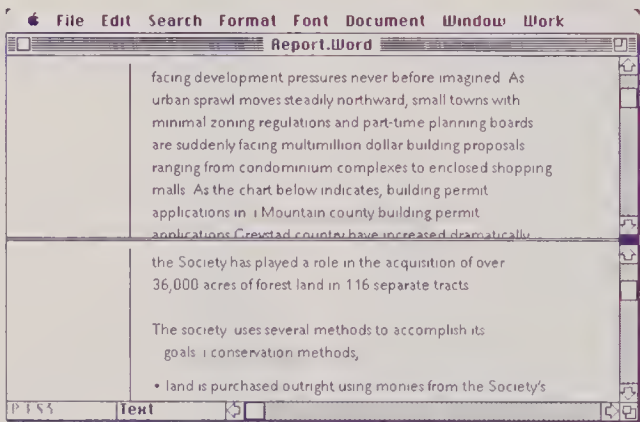 File Edit Search Format Font Document Window Work
Report.Word
facing development pressures never before imagined As
urban sprawl moves steadily northward, small towns with
minimal zoning regulations and part-time planning boards
are suddenly facing multimillion dollar building proposals
ranging from condominium complexes to enclosed shopping
malls As the chart below indicates, building permit
applications in ı Mountain county building permit
applications country have increased dramatically
the Society has played a role in the acquisition of over
36,000 acres of forest land in 116 separate tracts
The society uses several methods to accomplish its
goals ı conservation methods,
• land is purchased outright using monies from the Society's
Text